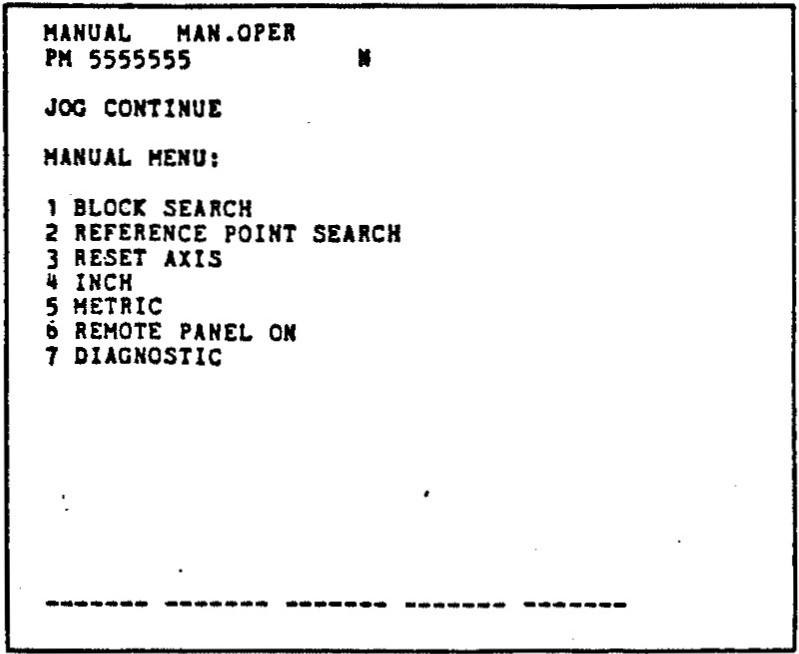 MANUAL MAN.OPER
PM 5555555 N
JOG CONTINUE
MANUAL MENU:
1 BLOCK SEARCH
2 REFERENCE POINT SEARCH
3 RESET AXIS
4 INCH
5 METRIC
6 REMOTE PANEL ON
7 DIAGNOSTIC
------- ------- ------- ------- -------